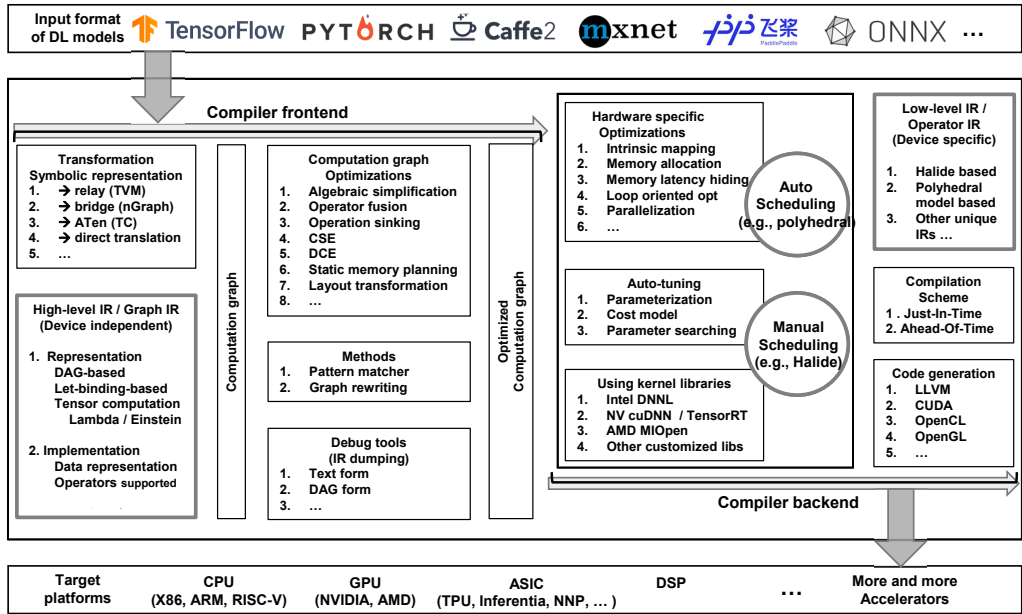 Input format
of DL models
TensorFlow
PYTORCH
Caffe2
mxnet
飞桨
PaddlePaddle
ONNX
...
Compiler frontend
Transformation
Symbolic representation
1. → relay (TVM)
2. → bridge (nGraph)
3. → ATen (TC)
4. → direct translation
5. …
High-level IR / Graph IR
(Device independent)
1. Representation
DAG-based
Let-binding-based
Tensor computation
Lambda / Einstein
2. Implementation
Data representation
Operators supported
Computation graph
Computation graph
Optimizations
1. Algebraic simplification
2. Operator fusion
3. Operation sinking
4. CSE
5. DCE
6. Static memory planning
7. Layout transformation
8. …
Methods
1. Pattern matcher
2. Graph rewriting
Debug tools
(IR dumping)
1. Text form
2. DAG form
3. …
Optimized
Computation graph
Hardware specific
Optimizations
1. Intrinsic mapping
2. Memory allocation
3. Memory latency hiding
4. Loop oriented opt
5. Parallelization
6. …
Auto
Scheduling
(e.g., polyhedral)
Auto-tuning
1. Parameterization
2. Cost model
3. Parameter searching
Manual
Scheduling
(e.g., Halide)
Using kernel libraries
1. Intel DNNL
2. NV cuDNN / TensorRT
3. AMD MIOpen
4. Other customized libs
Low-level IR /
Operator IR
(Device specific)
1. Halide based
2. Polyhedral
model based
3. Other unique
IRs …
Compilation
Scheme
1 . Just-In-Time
2. Ahead-Of-Time
Code generation
1. LLVM
2. CUDA
3. OpenCL
4. OpenGL
5. …
Compiler backend
Target
platforms
CPU
(X86, ARM, RISC-V)
GPU
(NVIDIA, AMD)
ASIC
(TPU, Inferentia, NNP, … )
DSP
...
More and more
Accelerators